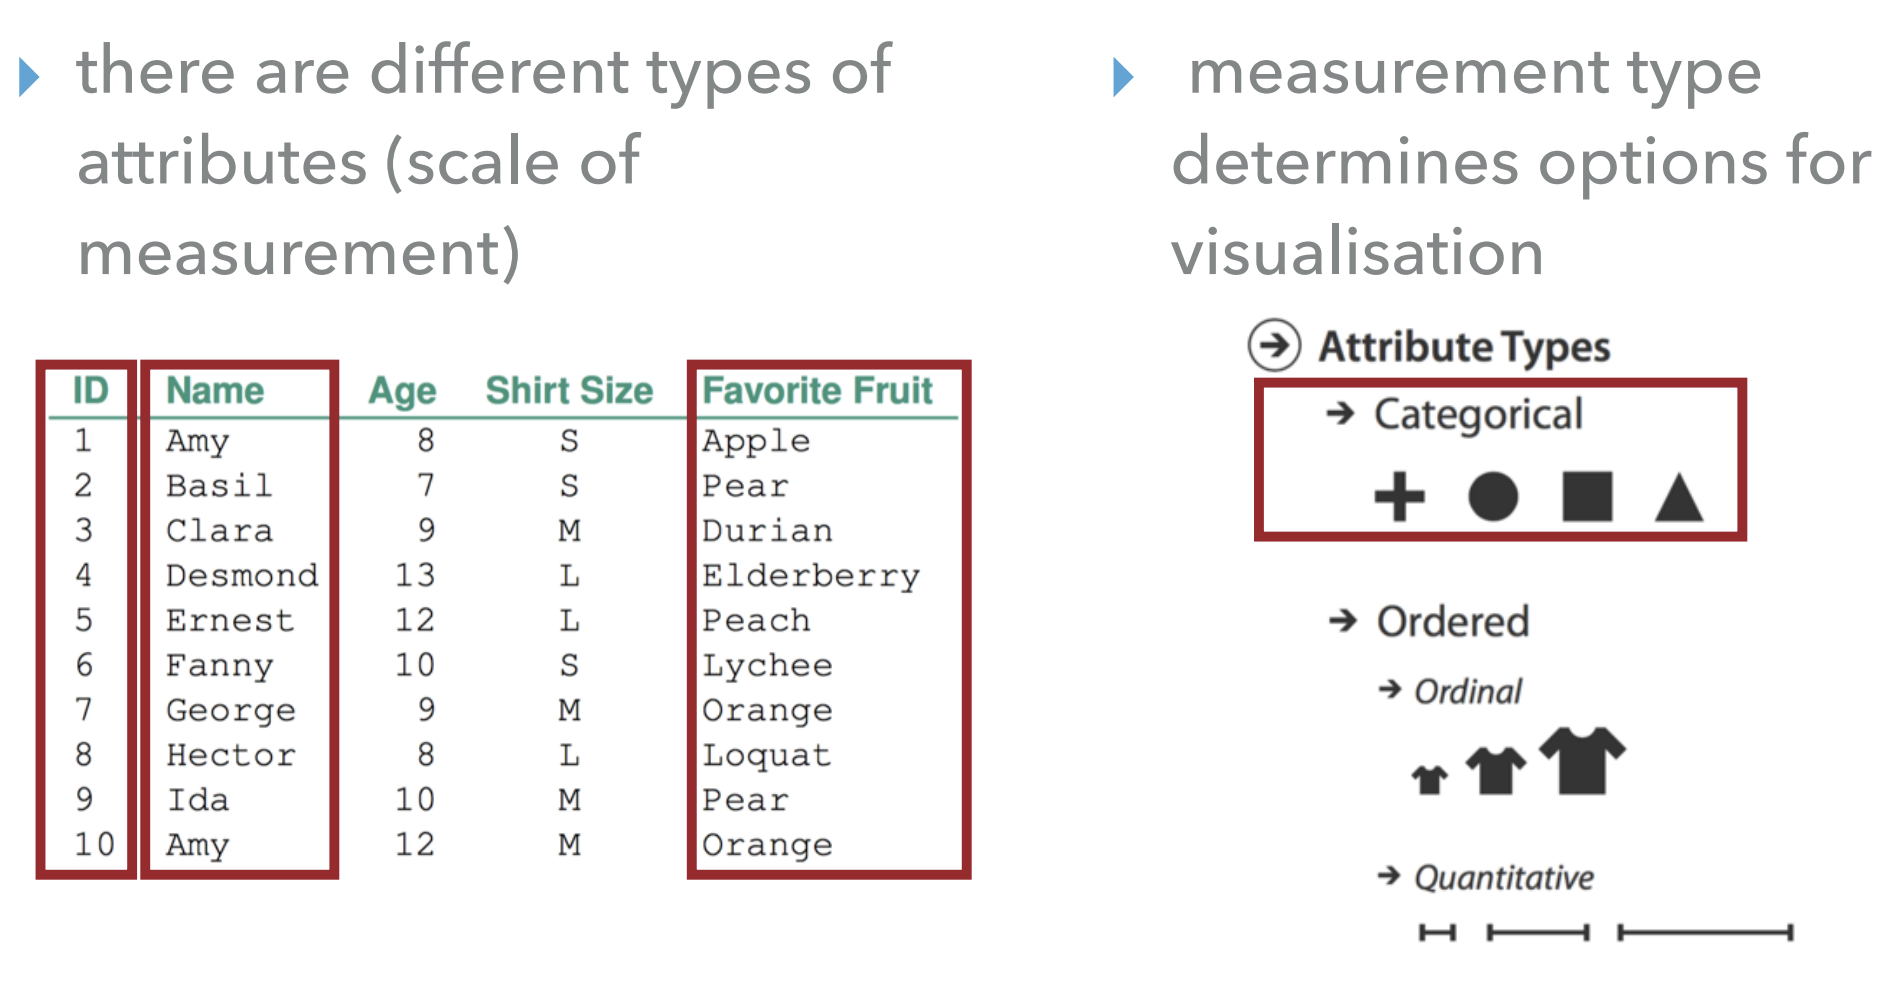 there are different types of
attributes (scale of
measurement)
ID Name Age Shirt Size Favorite Fruit
1 Amy 8 S Apple
2 Basil 7 S Pear
3 Clara 9 M Durian
4 Desmond 13 L Elderberry
5 Ernest 12 L Peach
6 Fanny 10 S Lychee
7 George 9 M Orange
8 Hector 8 L Loquat
9 Ida 10 M Pear
10 Amy 12 M Orange
measurement type
determines options for
visualisation
Attribute Types
Categorical
Ordered
Ordinal
Quantitative